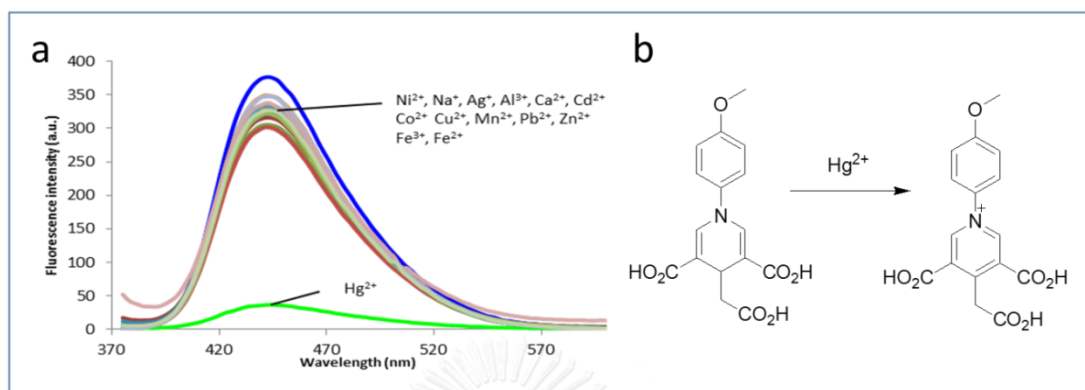 a
400
350
300
250
200
150
100
50
0
Fluorescence intensity (a.u.)
370
420
470
520
570
Wavelength (nm)
Ni²⁺, Na⁺, Ag⁺, Al³⁺, Ca²⁺, Cd²⁺
Co²⁺ Cu²⁺, Mn²⁺, Pb²⁺, Zn²⁺
Fe³⁺, Fe²⁺
Hg²⁺
b
O
N
HO₂C
CO₂H
CO₂H
Hg²⁺
O
N⁺
HO₂C
CO₂H
CO₂H